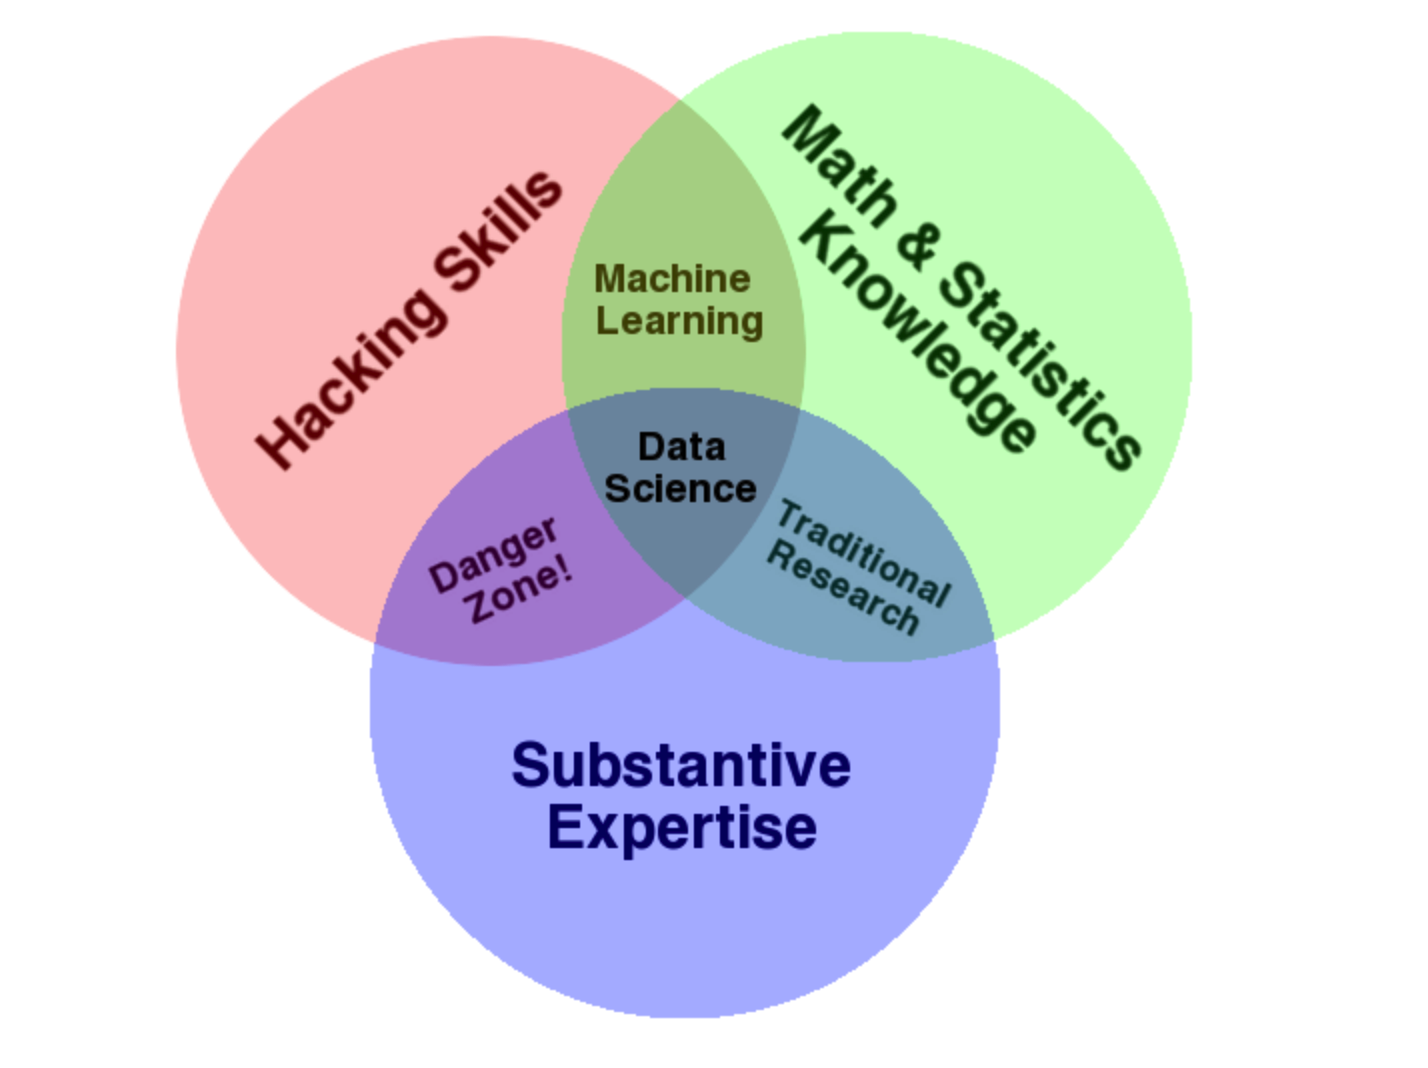 Hacking Skills
Math & Statistics
Knowledge
Machine
Learning
Data
Science
Danger
Zone!
Traditional
Research
Substantive
Expertise